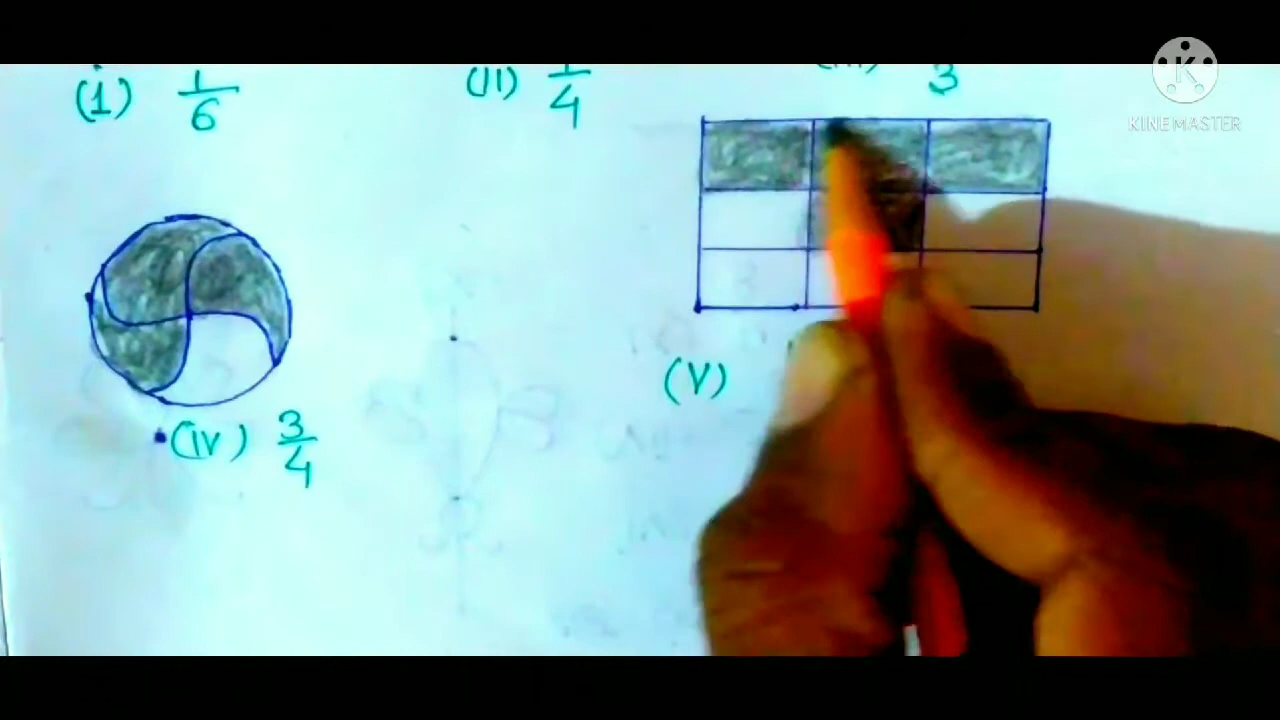 (i) 1/6
(ii) 1/4
3
(iv) 3/4
(v)
K
KINEMASTER